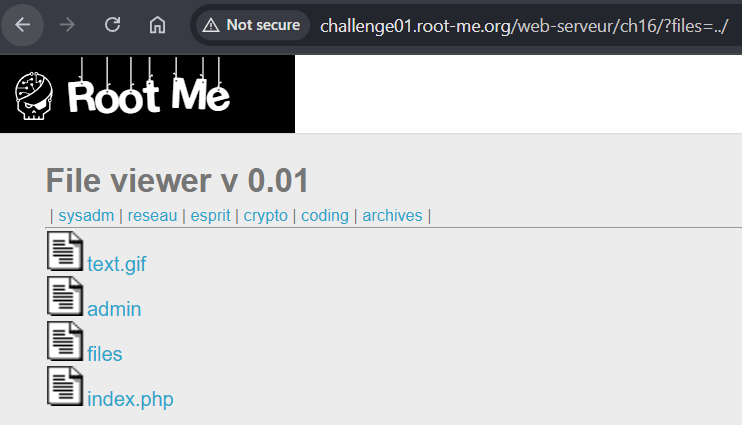 Not secure challenge01.root-me.org/web-serveur/ch16/?files=../
Root Me
File viewer v 0.01
| sysadm | reseau | esprit | crypto | coding | archives |
text.gif
admin
files
index.php